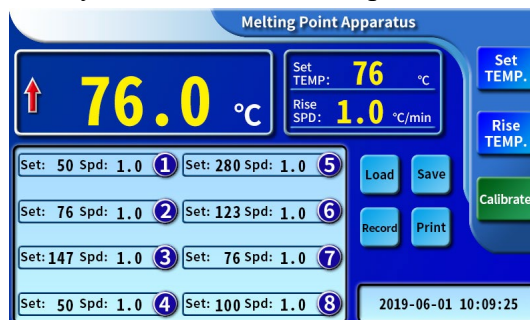 Melting Point Apparatus
76.0 °C
Set TEMP: 76 °C
Rise SPD: 1.0 °C/min
Set TEMP.
Rise TEMP.
Calibrate
Set: 50 Spd: 1.0 1
Set: 280 Spd: 1.0 5
Set: 76 Spd: 1.0 2
Set: 123 Spd: 1.0 6
Set: 147 Spd: 1.0 3
Set: 76 Spd: 1.0 7
Set: 50 Spd: 1.0 4
Set: 100 Spd: 1.0 8
Load
Save
Record
Print
2019-06-01 10:09:25